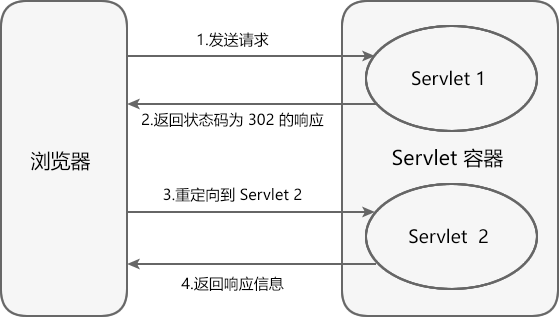 1.发送请求
Servlet 1
2.返回状态码为 302 的响应
浏览器
Servlet 容器
3.重定向到 Servlet 2
Servlet 2
4.返回响应信息